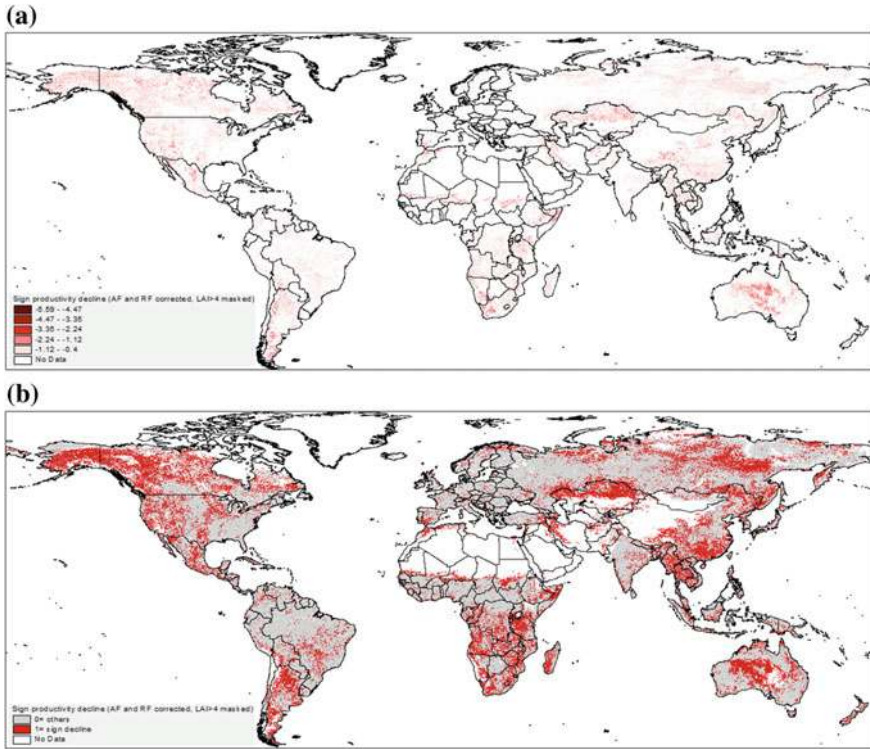 (a)
Sign productivity decline (AF and RF corrected, LAI>4 masked)
-5.59 - -4.47
-4.47 - -3.35
-3.35 - -2.24
-2.24 - -1.12
-1.12 - -0.4
No Data
(b)
Sign productivity decline (AF and RF corrected, LAI>4 masked)
0= others
1= sign decline
No Data